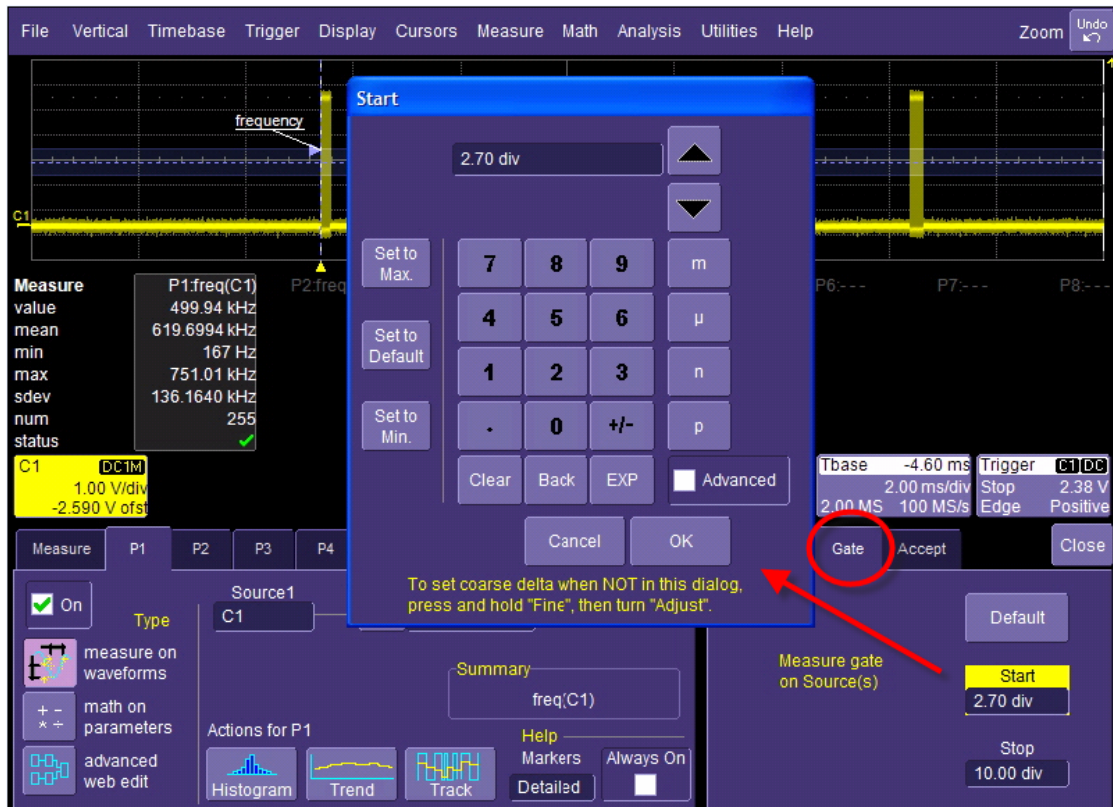 File Vertical Timebase Trigger Display Cursors Measure Math Analysis Utilities Help Zoom Undo
frequency
C1
Start
2.70 div
Set to Max.
7 8 9 m
4 5 6 µ
Set to Default
1 2 3 n
Set to Min.
. 0 +/- p
Clear Back EXP Advanced
Cancel OK
To set coarse delta when NOT in this dialog,
press and hold "Fine", then turn "Adjust".
Measure P1:freq(C1) P2:freq P6:--- P7:--- P8:---
value 499.94 kHz
mean 619.6994 kHz
min 167 Hz
max 751.01 kHz
sdev 136.1640 kHz
num 255
status
C1 DC1M
1.00 V/div
-2.590 V ofst
Tbase -4.60 ms
2.00 ms/div
2.00 MS 100 MS/s
Trigger C1 DC
Stop 2.38 V
Edge Positive
Measure P1 P2 P3 P4
Gate Accept Close
On
Type
measure on
waveforms
math on
parameters
advanced
web edit
Source1
C1
Summary
freq(C1)
Actions for P1
Histogram Trend Track
Help
Markers
Detailed
Always On
Measure gate
on Source(s)
Default
Start
2.70 div
Stop
10.00 div